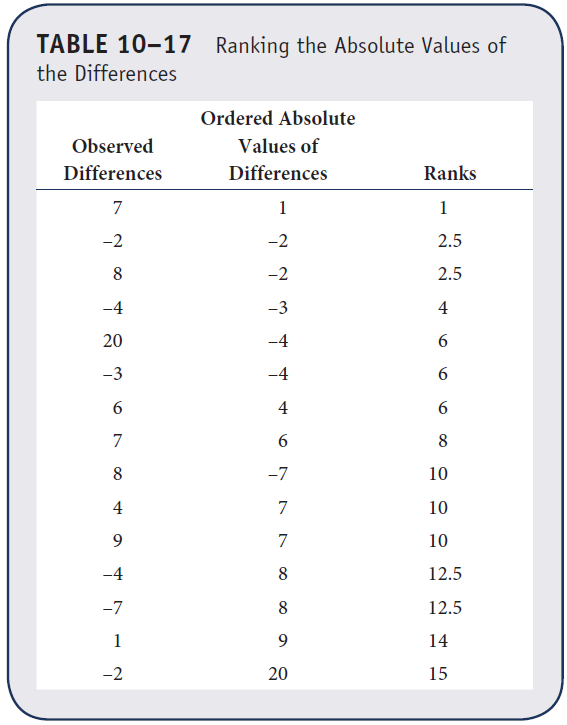 TABLE 10–17 Ranking the Absolute Values of
the Differences
Ordered Absolute
Observed Values of
Differences Differences Ranks
7 1 1
–2 –2 2.5
8 –2 2.5
–4 –3 4
20 –4 6
–3 –4 6
6 4 6
7 6 8
8 –7 10
4 7 10
9 7 10
–4 8 12.5
–7 8 12.5
1 9 14
–2 20 15